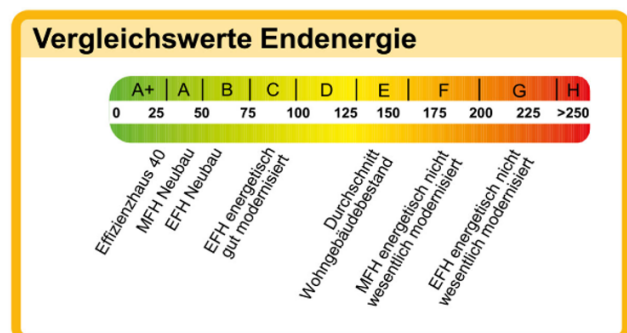 Vergleichswerte Endenergie
A+ A B C D E F G H
0 25 50 75 100 125 150 175 200 225 >250
Effizienzhaus 40
MFH Neubau
EFH Neubau
EFH energetisch
gut modernisiert
Durchschnitt
Wohngebäudebestand
MFH energetisch nicht
wesentlich modernisiert
EFH energetisch nicht
wesentlich modernisiert